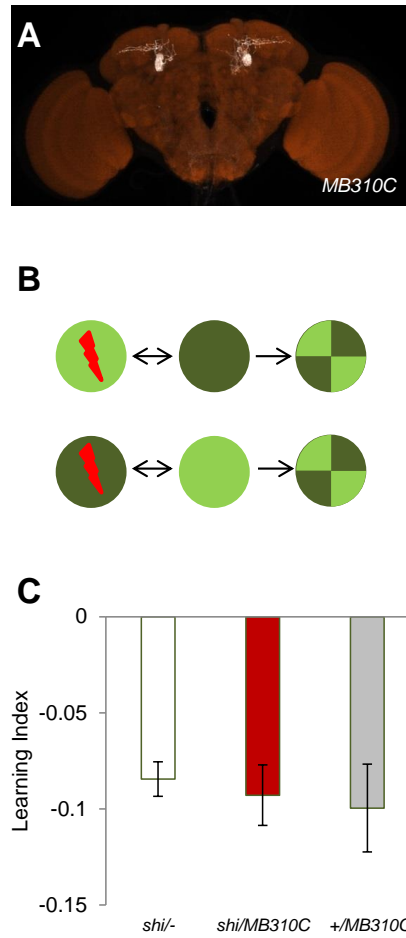 A
MB310C
B
C
0
-0.05
-0.1
-0.15
Learning Index
shi/-
shi/MB310C
+/MB310C